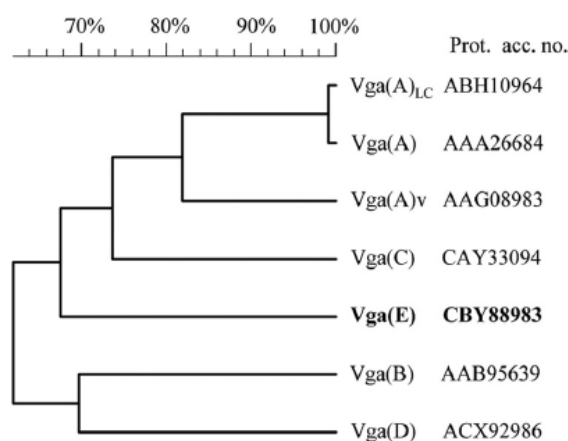 70% 80% 90% 100%
Prot. acc. no.
Vga(A)LC ABH10964
Vga(A) AAA26684
Vga(A)v AAG08983
Vga(C) CAY33094
Vga(E) CBY88983
Vga(B) AAB95639
Vga(D) ACX92986